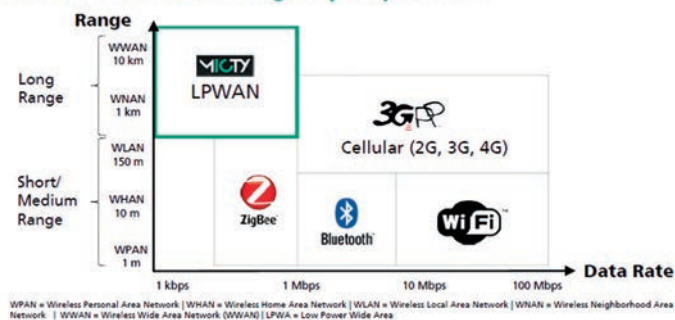 Range
Long
Range
WWAN
10 km
WNAN
1 km
MIOTY
LPWAN
3GPP
Cellular (2G, 3G, 4G)
Short/
Medium
Range
WLAN
150 m
WHAN
10 m
WPAN
1 m
ZigBee
Bluetooth
WiFi
1 kbps
1 Mbps
10 Mbps
100 Mbps
Data Rate
WPAN = Wireless Personal Area Network | WHAN = Wireless Home Area Network | WLAN = Wireless Local Area Network | WNAN = Wireless Neighborhood Area
Network | WWAN = Wireless Wide Area Network (WWAN) | LPWA = Low Power Wide Area